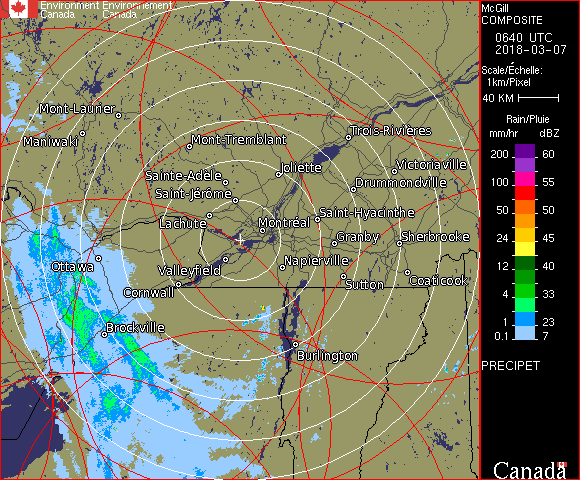 Environment Environnement
Canada Canada
Mont-Laurier
Maniwaki
Mont-Tremblant
Trois-Rivières
Sainte-Adèle
Joliette
Victoriaville
Saint-Jérôme
Drummondville
Lachute
Montréal
Saint-Hyacinthe
Granby
Sherbrooke
Ottawa
Valleyfield
Napierville
Cornwall
Sutton
Coaticook
Brockville
Burlington
McGill
COMPOSITE
0640 UTC
2018-03-07
Scale/Échelle:
1km/Pixel
40 KM
Rain/Pluie
mm/hr dBZ
200 60
150 57
100 55
50 50
24 45
12 40
4 33
1 23
0.1 7
PRECIPET
Canada